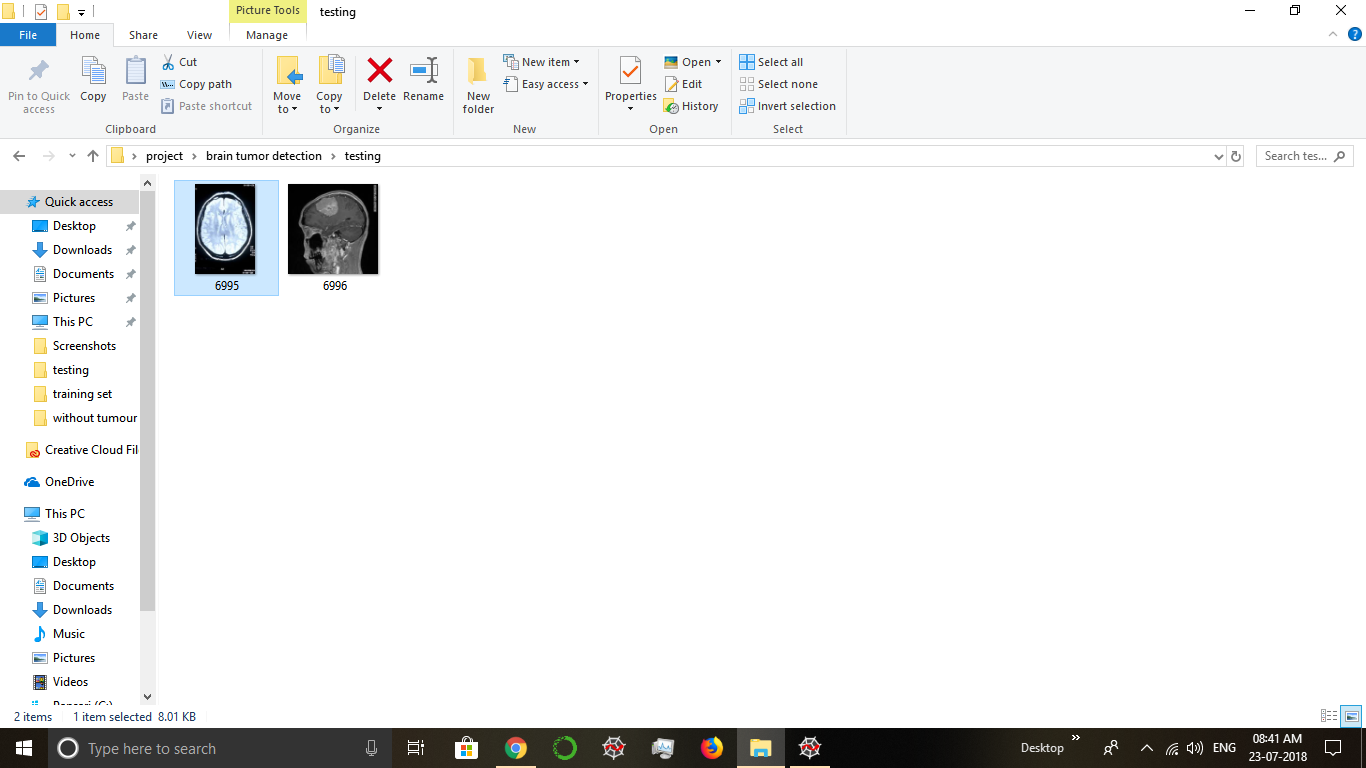 Picture Tools
testing
File
Home
Share
View
Manage
Pin to Quick access
Copy
Paste
Cut
Copy path
Paste shortcut
Clipboard
Move to
Copy to
Delete
Rename
Organize
New folder
New item
Easy access
New
Properties
Open
Edit
History
Open
Select all
Select none
Invert selection
Select
project
brain tumor detection
testing
Search tes...
Quick access
Desktop
Downloads
Documents
Pictures
This PC
Screenshots
testing
training set
without tumour
Creative Cloud Fil
OneDrive
This PC
3D Objects
Desktop
Documents
Downloads
Music
Pictures
Videos
6995
6996
2 items
1 item selected 8.01 KB
Type here to search
Desktop
ENG
08:41 AM
23-07-2018